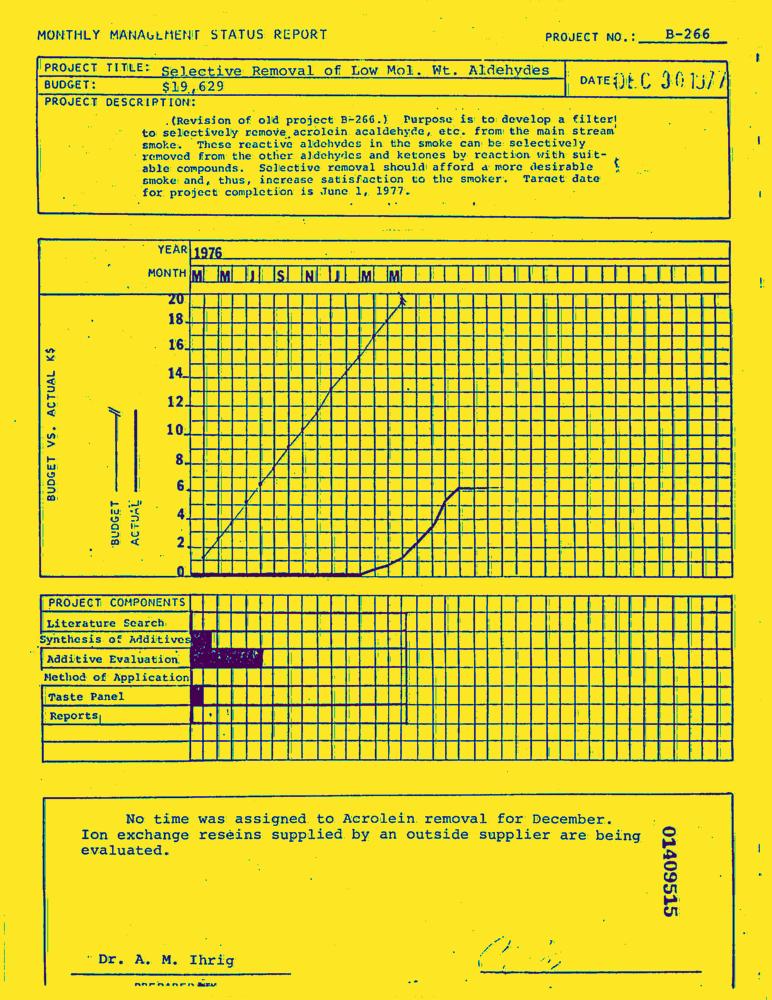 MONTHLY MANAGEMENT STATUS REPORT
PROJECT NO.: B-266
PROJECT TITLE: Selective Removal of Low Mol. Wt. Aldehydes
BUDGET: $19,629
DATE: DEC 30 1977
PROJECT DESCRIPTION:
(Revision of old project B-266.) Purpose is to develop a filter
to selectively remove acrolein acaldehyde, etc. from the main stream
smoke. These reactive aldehydes in the smoke can be selectively
removed from the other aldehydes and ketones by reaction with suit-
able compounds. Selective removal should afford a more desirable
smoke and, thus, increase satisfaction to the smoker. Target date
for project completion is June 1, 1977.
YEAR 1976
MONTH M M J S N J M M
20
18
16
14
12
10
8
6
4
2
0
BUDGET VS. ACTUAL K$
BUDGET
ACTUAL
PROJECT COMPONENTS
Literature Search
Synthesis of Additives
Additive Evaluation
Method of Application
Taste Panel
Reports
No time was assigned to Acrolein removal for December.
Ion exchange reseins supplied by an outside supplier are being
evaluated.
01409515
Dr. A. M. Ihrig